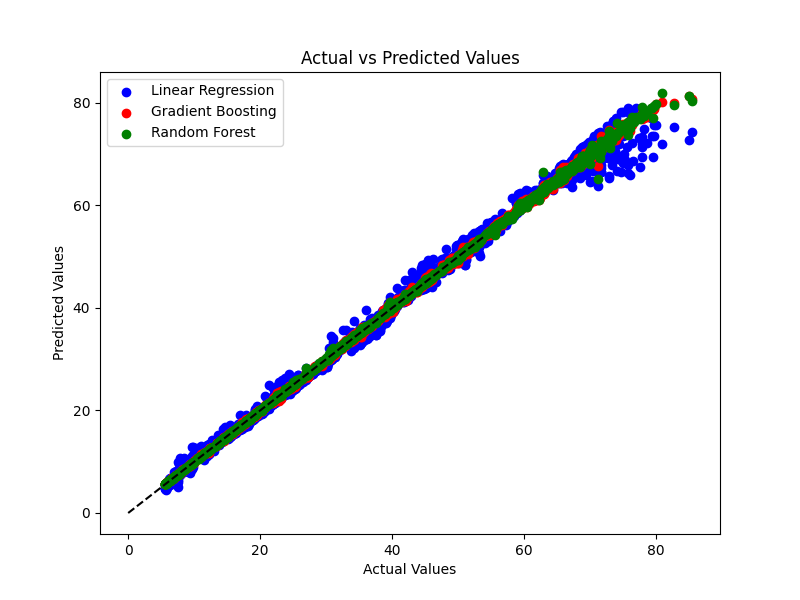 Actual vs Predicted Values
Linear Regression
Gradient Boosting
Random Forest
80
60
40
20
0
Predicted Values
0 20 40 60 80
Actual Values